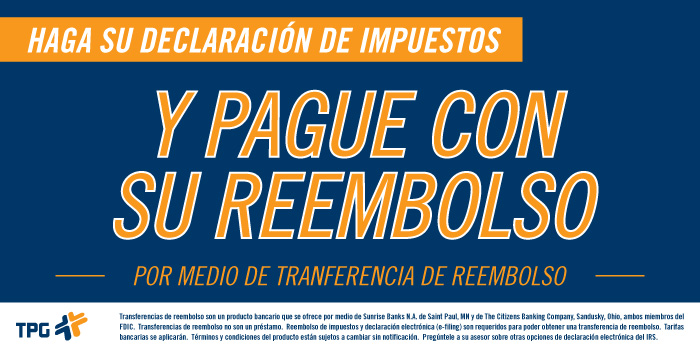 HAGA SU DECLARACIÓN DE IMPUESTOS
Y PAGUE CON
SU REEMBOLSO
POR MEDIO DE TRANFERENCIA DE REEMBOLSO
TPG
Transferencias de reembolso son un producto bancario que se ofrece por medio de Sunrise Banks N.A. de Saint Paul, MN y de The Citizens Banking Company, Sandusky, Ohio, ambos miembros del
FDIC. Transferencias de reembolso no son un préstamo. Reembolso de impuestos y declaración electrónica (e-filing) son requeridos para poder obtener una transferencia de reembolso. Tarifas
bancarias se aplicarán. Términos y condiciones del producto están sujetos a cambiar sin notificación. Pregúntele a su asesor sobre otras opciones de declaración electrónica del IRS.